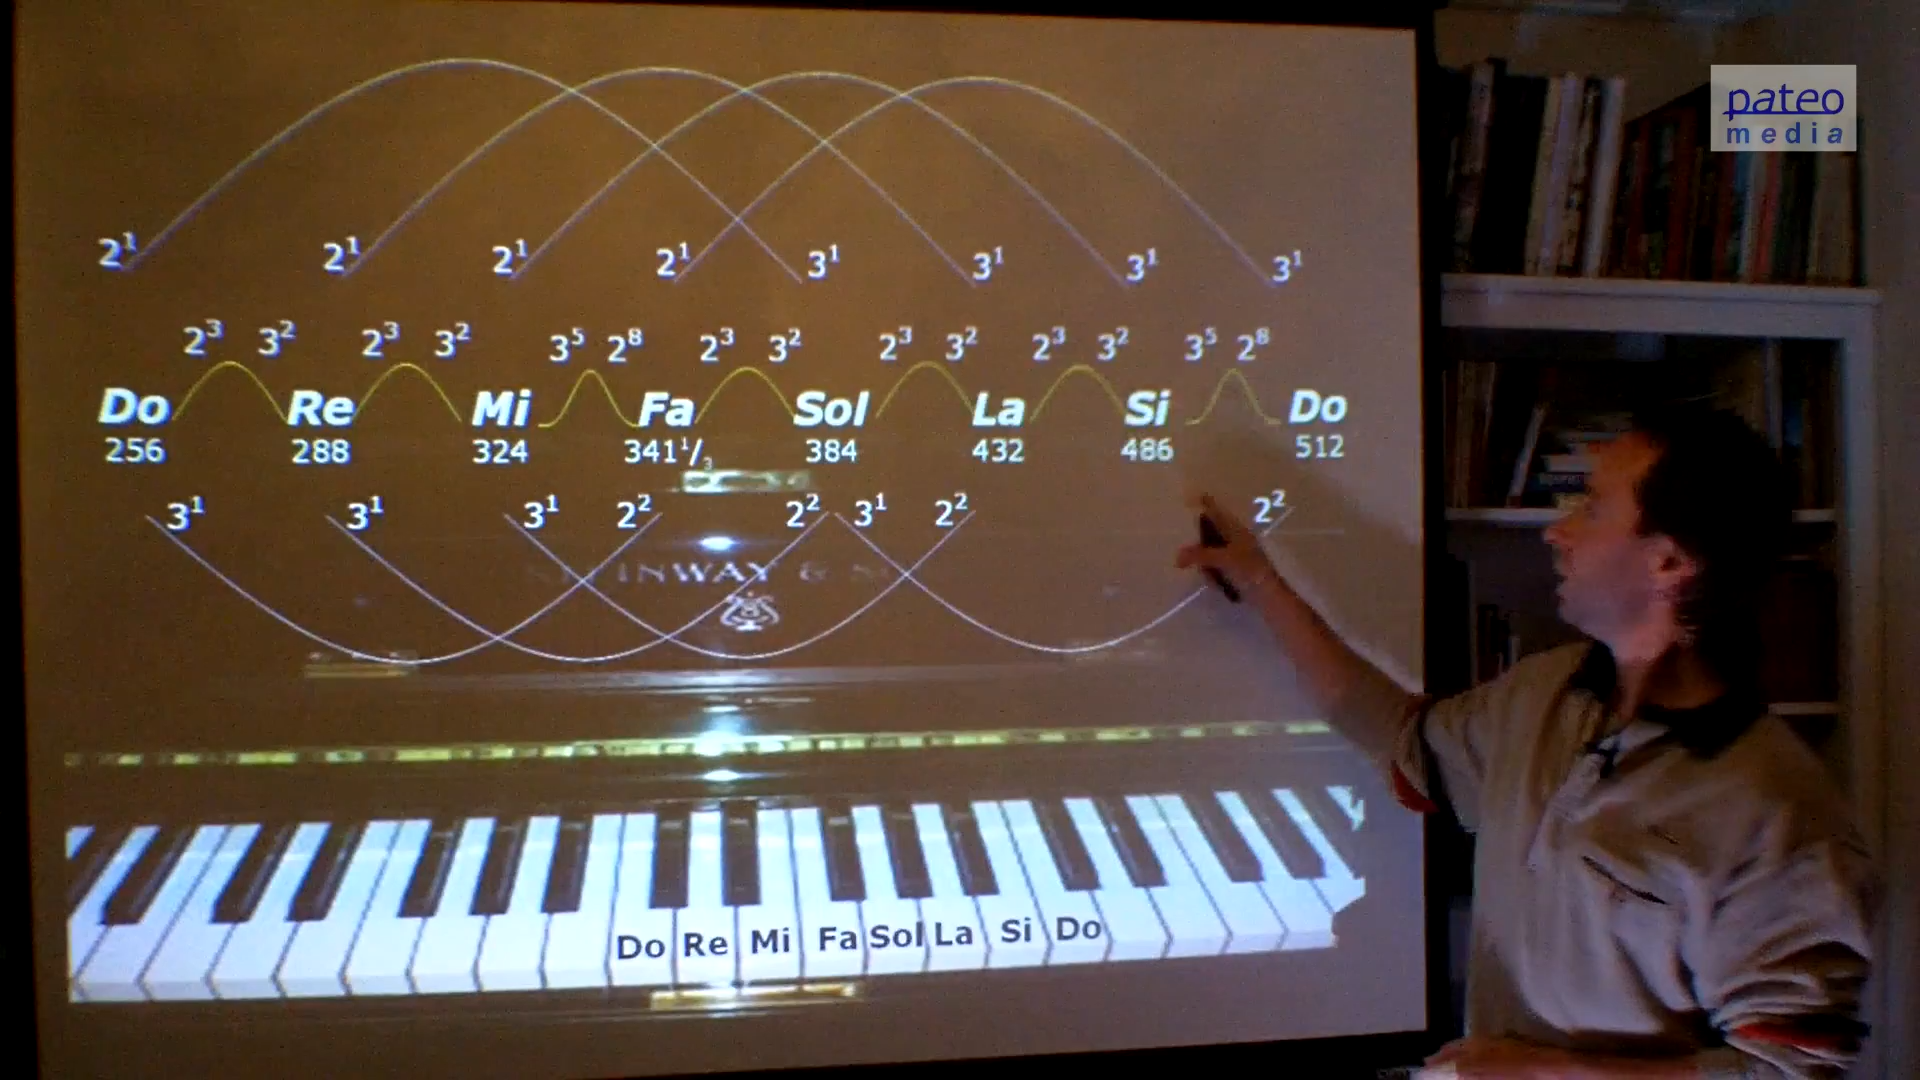 pateo
media
2¹ 2¹ 2¹ 2¹ 3¹ 3¹ 3¹ 3¹
2³ 3² 2³ 3² 3⁵ 2⁸ 2³ 3² 2³ 3² 2³ 3² 3⁵ 2⁸
Do Re Mi Fa Sol La Si Do
256 288 324 341¹/₃ 384 432 486 512
3¹ 3¹ 3¹ 2² 2² 3¹ 2² 2²
Do Re Mi Fa Sol La Si Do